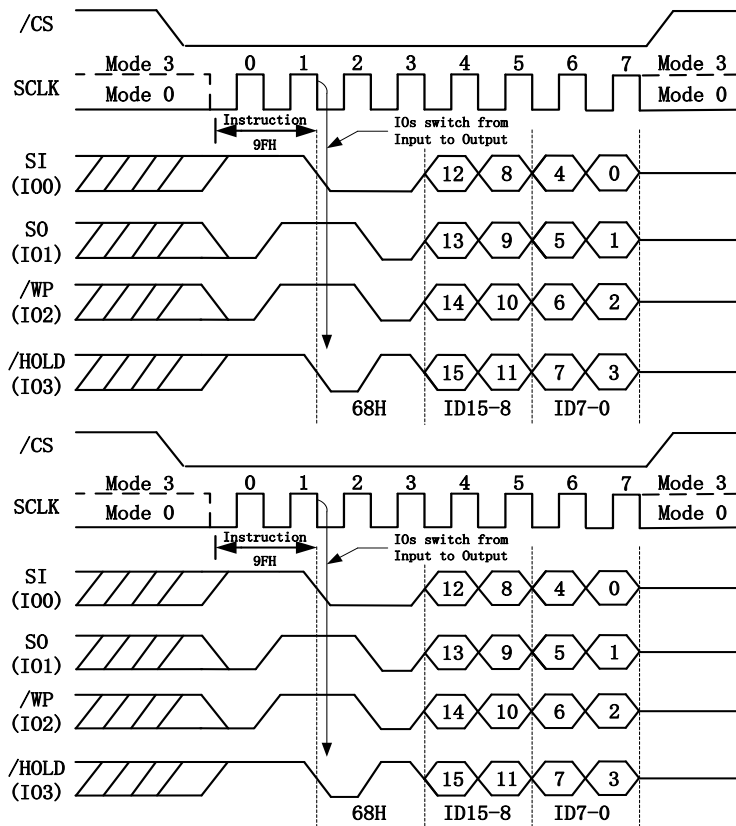 /CS
0 1 2 3 4 5 6 7
Mode 3 Mode 3
SCLK
Mode 0 Mode 0
Instruction IOs switch from
9FH Input to Output
SI
(IO0) 12 8 4 0
SO
(IO1) 13 9 5 1
/WP
(IO2) 14 10 6 2
/HOLD
(IO3) 15 11 7 3
68H ID15-8 ID7-0
/CS
0 1 2 3 4 5 6 7
Mode 3 Mode 3
SCLK
Mode 0 Mode 0
Instruction IOs switch from
9FH Input to Output
SI
(IO0) 12 8 4 0
SO
(IO1) 13 9 5 1
/WP
(IO2) 14 10 6 2
/HOLD
(IO3) 15 11 7 3
68H ID15-8 ID7-0